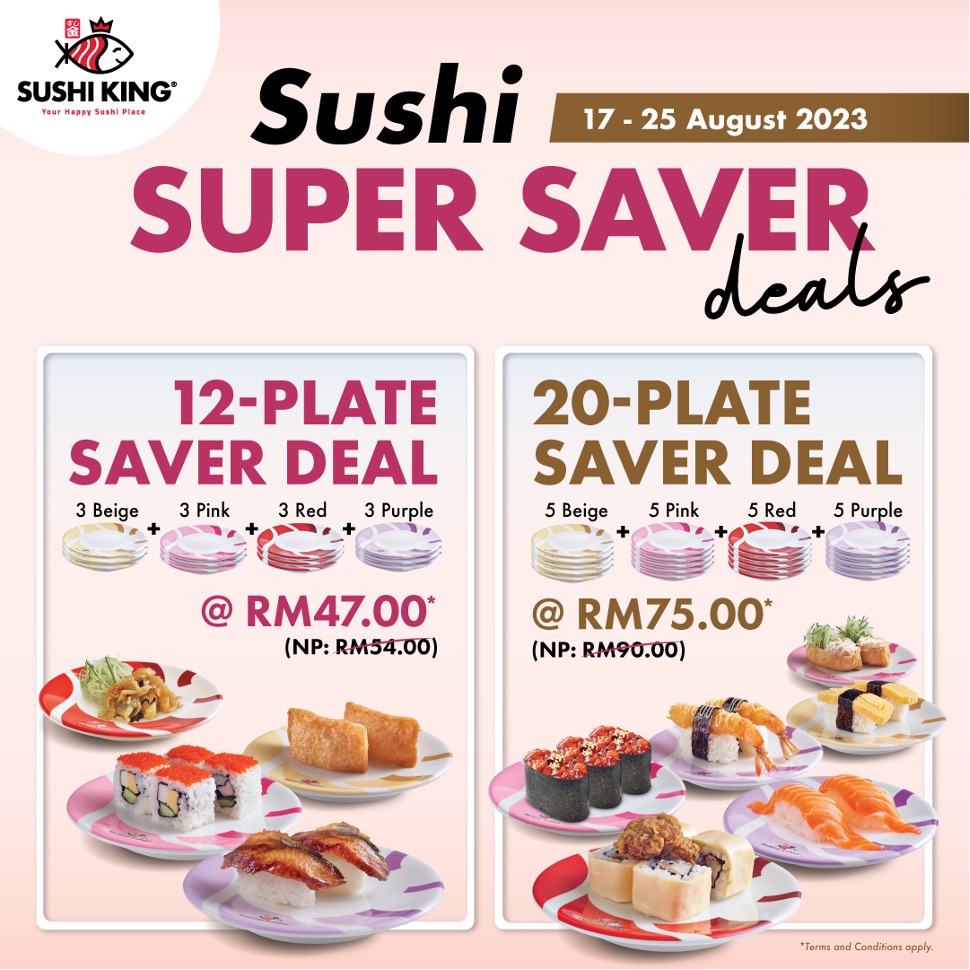 SUSHI KING®
Your Happy Sushi Place
Sushi
17 - 25 August 2023
SUPER SAVER
deals
12-PLATE
SAVER DEAL
3 Beige + 3 Pink + 3 Red + 3 Purple
@ RM47.00*
(NP: RM54.00)
20-PLATE
SAVER DEAL
5 Beige + 5 Pink + 5 Red + 5 Purple
@ RM75.00*
(NP: RM90.00)
*Terms and Conditions apply.